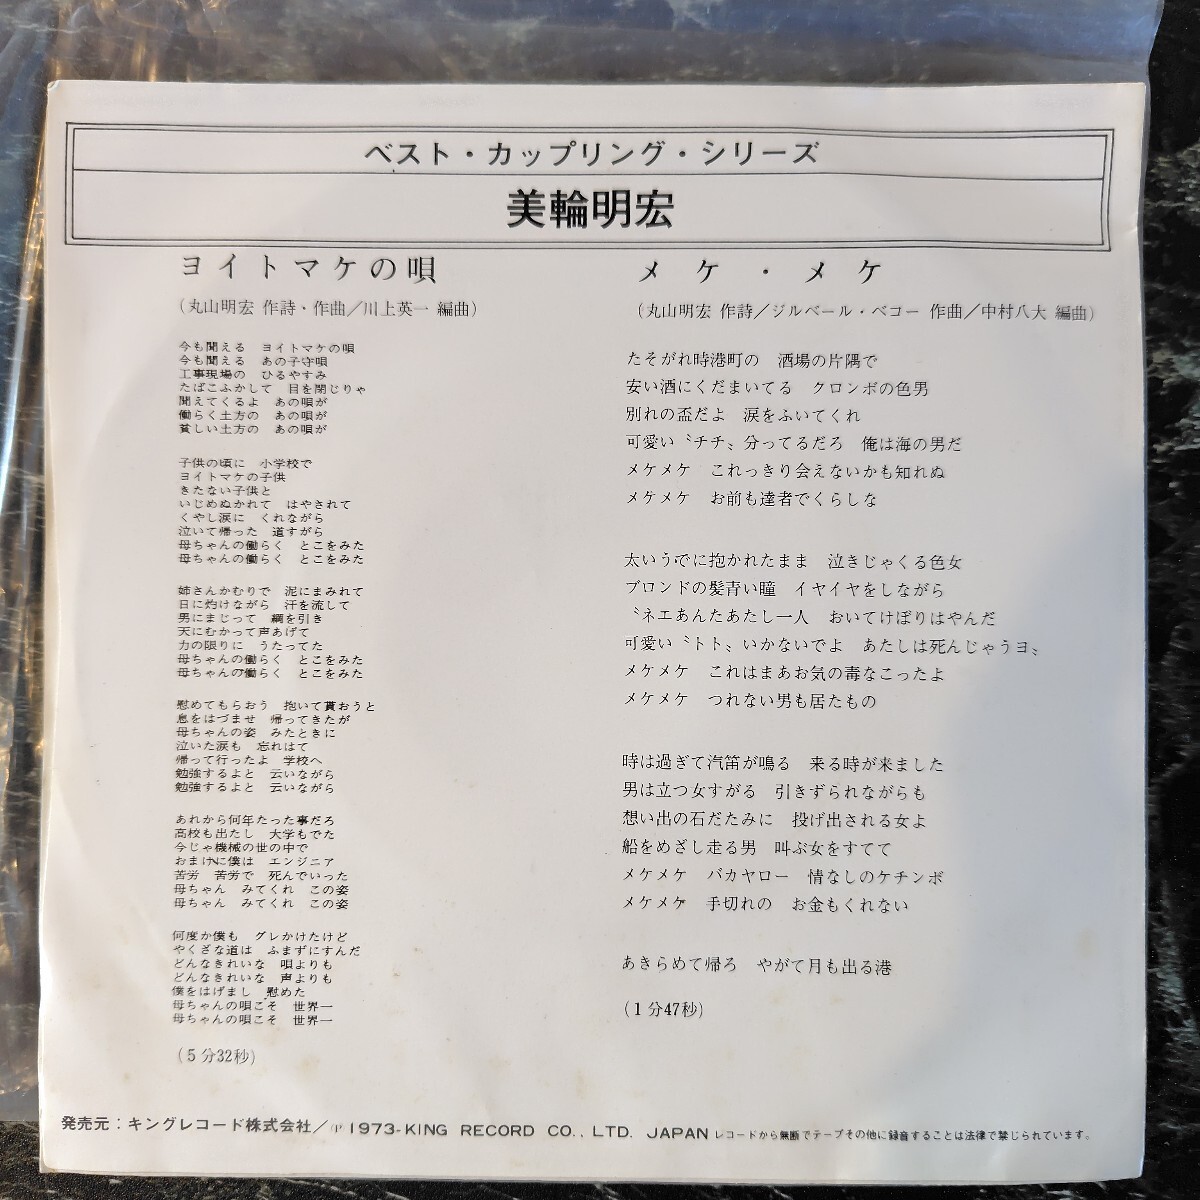 ベスト・カップリング・シリーズ
美輪明宏
ヨイトマケの唄
(丸山明宏 作詩・作曲/川上英一 編曲)
今も聞える ヨイトマケの唄
今も聞える あの子守唄
工事現場の ひるやすみ
たばこふかして 目を閉じりゃ
聞えてくるよ あの唄が
働らく土方の あの唄が
貧しい土方の あの唄が
子供の頃に 小学校で
ヨイトマケの子供
きたない子供と
いじめぬかれて はやされて
くやし涙に くれながら
泣いて帰った 道すがら
母ちゃんの働らく とこをみた
母ちゃんの働らく とこをみた
姉さんかむりで 泥にまみれて
日に灼けながら 汗を流して
男にまじって 綱を引き
天にむかって声あげて
力の限りに うたってた
母ちゃんの働らく とこをみた
母ちゃんの働らく とこをみた
慰めてもらおう 抱いて貰おうと
息をはづませ 帰ってきたが
母ちゃんの姿 みたときに
泣いた涙も 忘れはて
帰って行ったよ 学校へ
勉強するよと 云いながら
勉強するよと 云いながら
あれから何年たった事だろ
高校も出たし 大学もでた
今じゃ機械の世の中で
おまけに僕は エンジニア
苦労 苦労で 死んでいった
母ちゃん みてくれ この姿
母ちゃん みてくれ この姿
何度か僕も グレかけたけど
やくざな道は ふまずにすんだ
どんなきれいな 唄よりも
どんなきれいな 声よりも
僕をはげまし 慰めた
母ちゃんの唄こそ 世界一
母ちゃんの唄こそ 世界一
(5分32秒)
メケ・メケ
(丸山明宏 作詩/ジルベール・ベコー 作曲/中村八大 編曲)
たそがれ時港町の 酒場の片隅で
安い酒にくだまいてる クロンボの色男
別れの盃だよ 涙をふいてくれ
可愛い〝チチ〟分ってるだろ 俺は海の男だ
メケメケ これっきり会えないかも知れぬ
メケメケ お前も達者でくらしな
太いうでに抱かれたまま 泣きじゃくる色女
ブロンドの髪青い瞳 イヤイヤをしながら
〝ネエあんたあたし一人 おいてけぼりはやんだ
可愛い〝トト〟いかないでよ あたしは死んじゃうヨ〟
メケメケ これはまあお気の毒なこったよ
メケメケ つれない男も居たもの
時は過ぎて汽笛が鳴る 来る時が来ました
男は立つ女すがる 引きずられながらも
想い出の石だたみに 投げ出される女よ
船をめざし走る男 叫ぶ女をすてて
メケメケ バカヤロー 情なしのケチンボ
メケメケ 手切れの お金もくれない
あきらめて帰ろ やがて月も出る港
(1分47秒)
発売元:キングレコード株式会社/℗1973-KING RECORD CO., LTD. JAPAN レコードから無断でテープその他に録音することは法律で禁じられています。